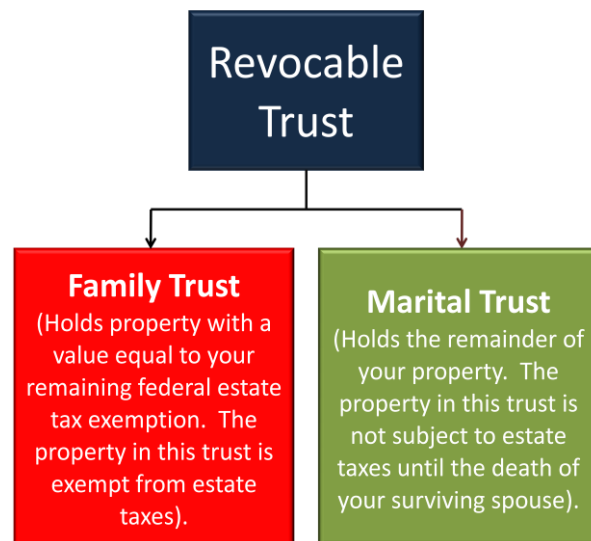 Revocable
Trust
Family Trust
(Holds property with a
value equal to your
remaining federal estate
tax exemption.  The
property in this trust is
exempt from estate
taxes).
Marital Trust
(Holds the remainder of
your property.  The
property in this trust is
not subject to estate
taxes until the death of
your surviving spouse).